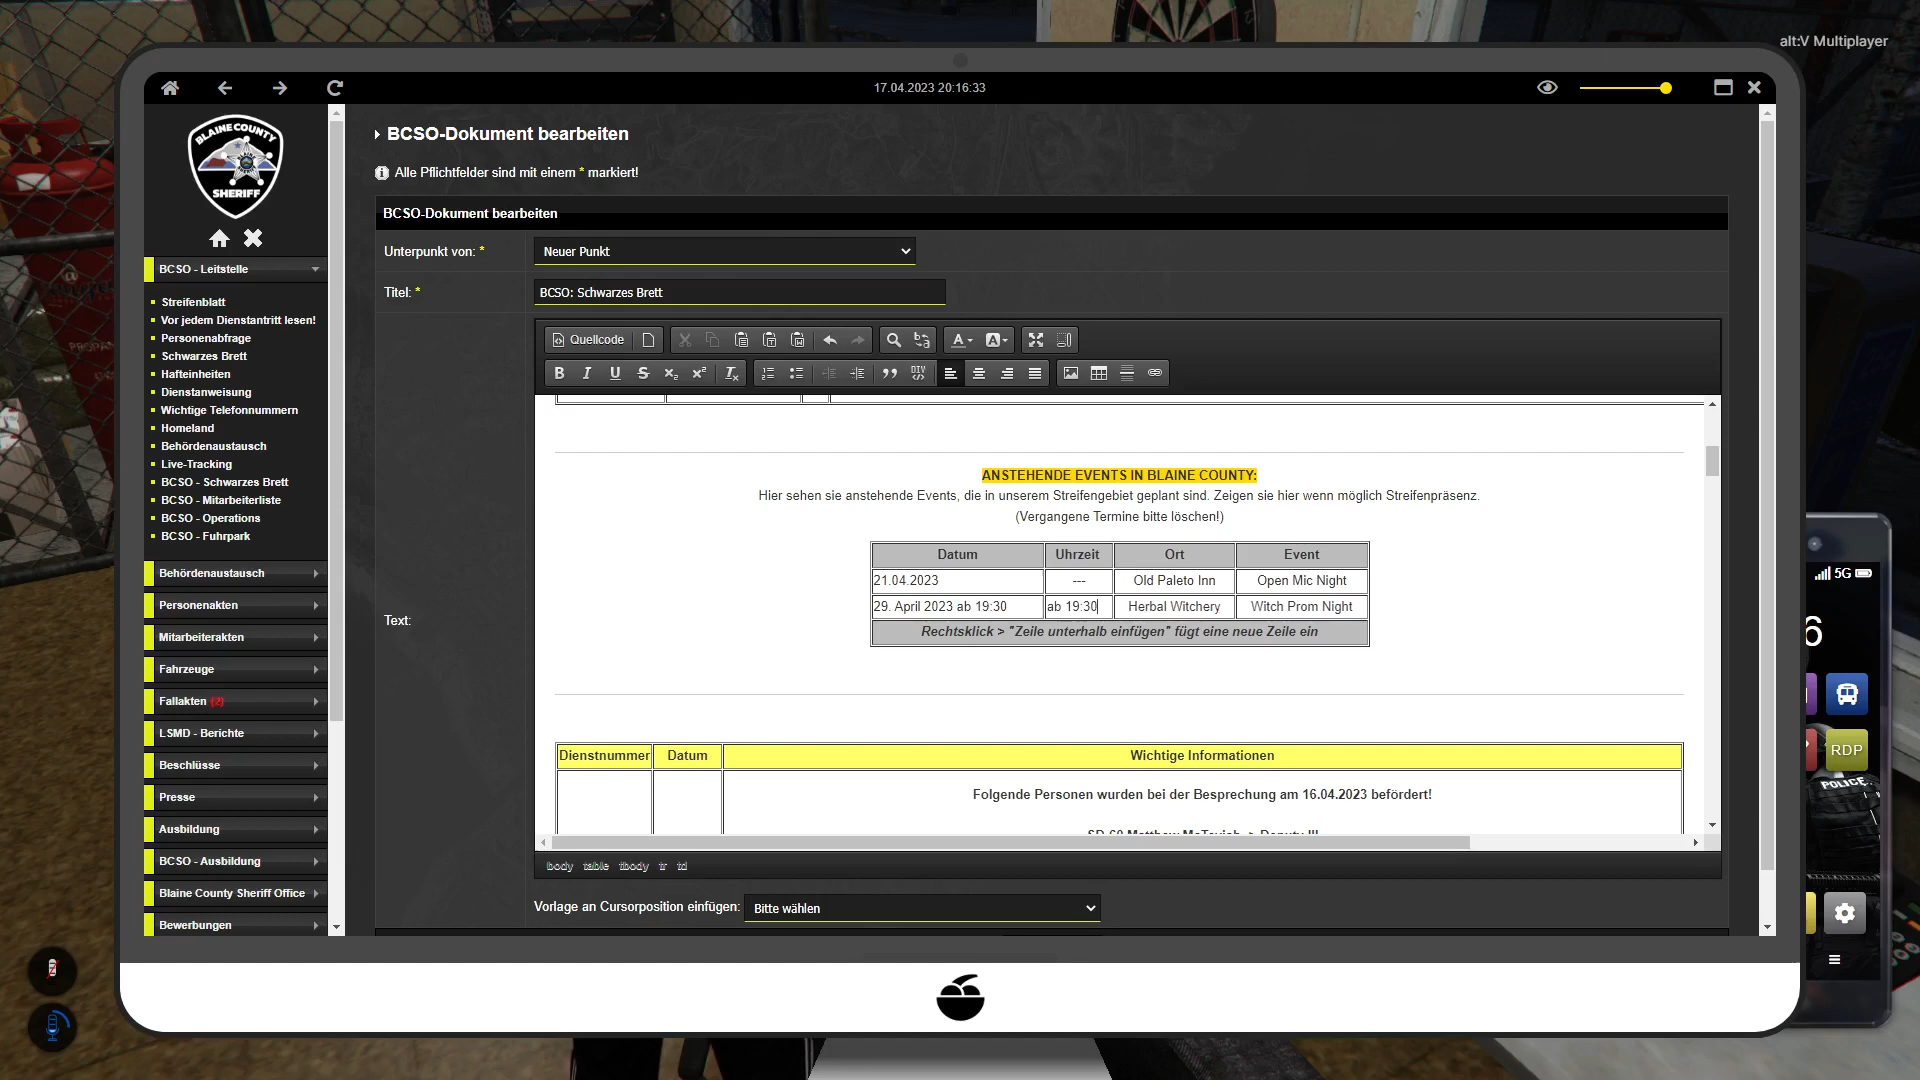 alt:V Multiplayer
17.04.2023 20:16:33
BLAINE COUNTY
SHERIFF
BCSO - Leitstelle
Streifenblatt
Vor jedem Dienstantritt lesen!
Personenabfrage
Schwarzes Brett
Hafteinheiten
Dienstanweisung
Wichtige Telefonnummern
Homeland
Behördenaustausch
Live-Tracking
BCSO - Schwarzes Brett
BCSO - Mitarbeiterliste
BCSO - Operations
BCSO - Fuhrpark
Behördenaustausch
Personenakten
Mitarbeiterakten
Fahrzeuge
Fallakten (2)
LSMD - Berichte
Beschlüsse
Presse
Ausbildung
BCSO - Ausbildung
Blaine County Sheriff Office
Bewerbungen
BCSO-Dokument bearbeiten
Alle Pflichtfelder sind mit einem * markiert!
BCSO-Dokument bearbeiten
Unterpunkt von: * Neuer Punkt
Titel: * BCSO: Schwarzes Brett
Text:
Quellcode
ANSTEHENDE EVENTS IN BLAINE COUNTY:
Hier sehen sie anstehende Events, die in unserem Streifengebiet geplant sind. Zeigen sie hier wenn möglich Streifenpräsenz.
(Vergangene Termine bitte löschen!)
Datum Uhrzeit Ort Event
21.04.2023 --- Old Paleto Inn Open Mic Night
29. April 2023 ab 19:30 ab 19:30 Herbal Witchery Witch Prom Night
Rechtsklick > "Zeile unterhalb einfügen" fügt eine neue Zeile ein
Dienstnummer Datum Wichtige Informationen
Folgende Personen wurden bei der Besprechung am 16.04.2023 befördert!
SD-60 Matthew McTavish -> Deputy III
body table tbody tr td
Vorlage an Cursorposition einfügen: Bitte wählen
5G
6
RDP
POLICE